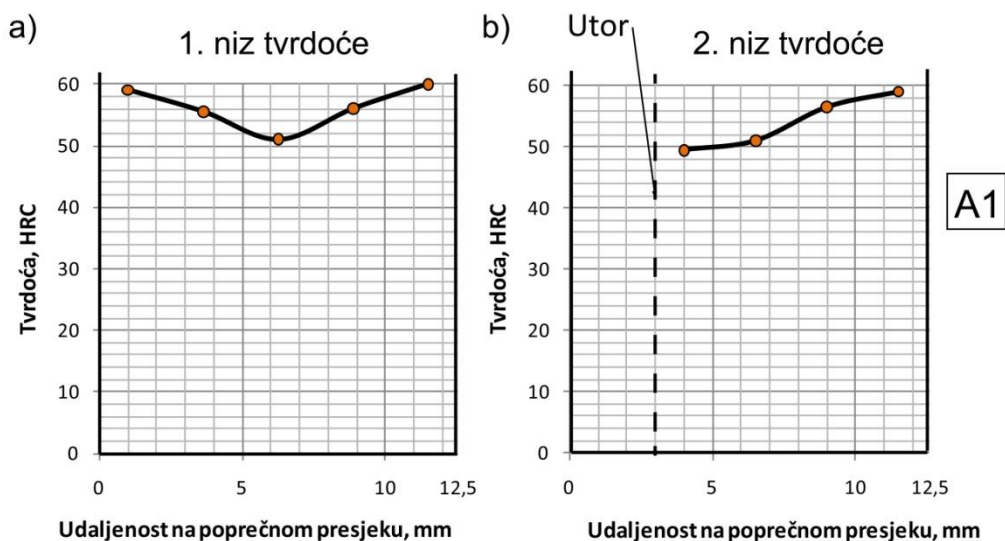 a)
1. niz tvrdoće
60
50
40
30
20
10
0
Tvrdoća, HRC
0
5
10
12,5
Udaljenost na poprečnom presjeku, mm
b)
Utor
2. niz tvrdoće
60
50
40
30
20
10
0
Tvrdoća, HRC
0
5
10
12,5
Udaljenost na poprečnom presjeku, mm
A1